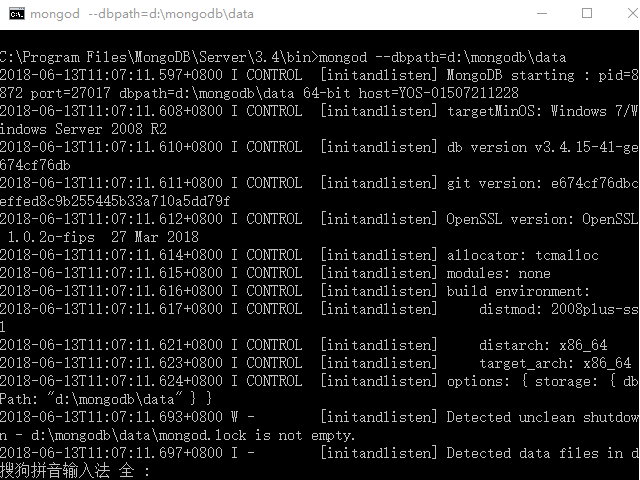 mongod --dbpath=d:\mongodb\data
C:\Program Files\MongoDB\Server\3.4\bin>mongod --dbpath=d:\mongodb\data
2018-06-13T11:07:11.597+0800 I CONTROL  [initandlisten] MongoDB starting : pid=8
872 port=27017 dbpath=d:\mongodb\data 64-bit host=YOS-01507211228
2018-06-13T11:07:11.608+0800 I CONTROL  [initandlisten] targetMinOS: Windows 7/W
indows Server 2008 R2
2018-06-13T11:07:11.610+0800 I CONTROL  [initandlisten] db version v3.4.15-41-ge
674cf76db
2018-06-13T11:07:11.611+0800 I CONTROL  [initandlisten] git version: e674cf76dbc
effed8c9b255445b33a710a5dd79f
2018-06-13T11:07:11.612+0800 I CONTROL  [initandlisten] OpenSSL version: OpenSSL
 1.0.2o-fips  27 Mar 2018
2018-06-13T11:07:11.614+0800 I CONTROL  [initandlisten] allocator: tcmalloc
2018-06-13T11:07:11.615+0800 I CONTROL  [initandlisten] modules: none
2018-06-13T11:07:11.616+0800 I CONTROL  [initandlisten] build environment:
2018-06-13T11:07:11.617+0800 I CONTROL  [initandlisten]     distmod: 2008plus-ss
l
2018-06-13T11:07:11.621+0800 I CONTROL  [initandlisten]     distarch: x86_64
2018-06-13T11:07:11.623+0800 I CONTROL  [initandlisten]     target_arch: x86_64
2018-06-13T11:07:11.624+0800 I CONTROL  [initandlisten] options: { storage: { db
Path: "d:\mongodb\data" } }
2018-06-13T11:07:11.693+0800 W -        [initandlisten] Detected unclean shutdow
n - d:\mongodb\data\mongod.lock is not empty.
2018-06-13T11:07:11.697+0800 I -        [initandlisten] Detected data files in d
搜狗拼音输入法 全 :